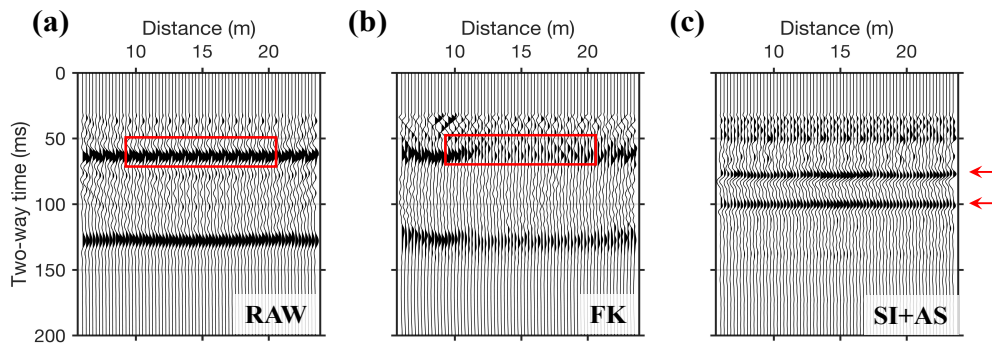 (a) (b) (c)
Distance (m) Distance (m) Distance (m)
10 15 20 10 15 20 10 15 20
0
50
100
150
200
Two-way time (ms)
RAW FK SI+AS